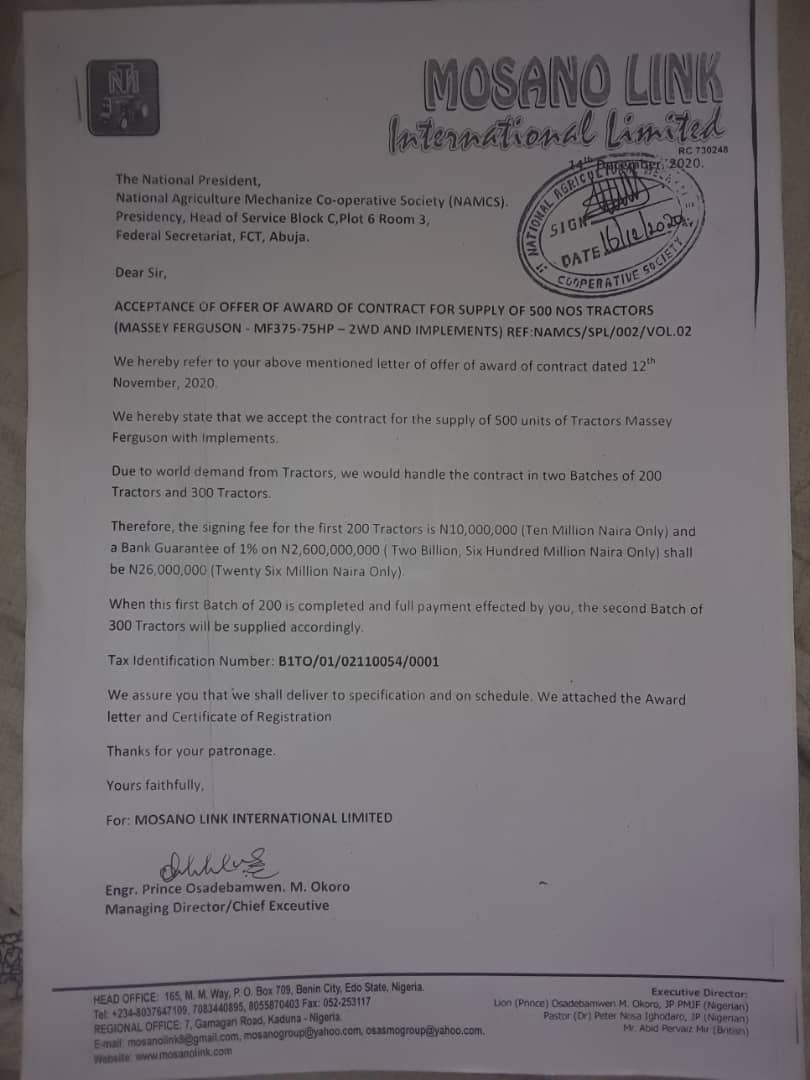 MOSANO LINK
International Limited
RC 730248
14th December, 2020.
The National President,
National Agriculture Mechanize Co-operative Society (NAMCS).
Presidency, Head of Service Block C,Plot 6 Room 3,
Federal Secretariat, FCT, Abuja.
NATIONAL AGRICULTURE
SIGN
DATE 16/12/2020
COOPERATIVE SOCIETY
Dear Sir,
ACCEPTANCE OF OFFER OF AWARD OF CONTRACT FOR SUPPLY OF 500 NOS TRACTORS
(MASSEY FERGUSON - MF375-75HP – 2WD AND IMPLEMENTS) REF:NAMCS/SPL/002/VOL.02
We hereby refer to your above mentioned letter of offer of award of contract dated 12th
November, 2020.
We hereby state that we accept the contract for the supply of 500 units of Tractors Massey
Ferguson with Implements.
Due to world demand from Tractors, we would handle the contract in two Batches of 200
Tractors and 300 Tractors.
Therefore, the signing fee for the first 200 Tractors is N10,000,000 (Ten Million Naira Only) and
a Bank Guarantee of 1% on N2,600,000,000 ( Two Billion, Six Hundred Million Naira Only) shall
be N26,000,000 (Twenty Six Million Naira Only).
When this first Batch of 200 is completed and full payment effected by you, the second Batch of
300 Tractors will be supplied accordingly.
Tax Identification Number: B1TO/01/02110054/0001
We assure you that we shall deliver to specification and on schedule. We attached the Award
letter and Certificate of Registration
Thanks for your patronage.
Yours faithfully,
For: MOSANO LINK INTERNATIONAL LIMITED
Engr. Prince Osadebamwen. M. Okoro
Managing Director/Chief Exceutive
HEAD OFFICE: 165, M. M. Way, P. O. Box 709, Benin City, Edo State, Nigeria.
Tel: +234-8037647109, 7083440895, 8055870403 Fax: 052-253117
REGIONAL OFFICE: 7, Gamagan Road, Kaduna - Nigeria.
E-mail: mosanolink8@gmail.com, mosanogroup@yahoo.com, osasmogroup@yahoo.com.
Website: www.mosanolink.com
Executive Director:
Lion (Prince) Osadebamwen M. Okoro, JP PMJF (Nigerian)
Pastor (Dr) Peter Nosa Ighodaro, JP (Nigerian)
Mr. Abid Pervaiz Mir (British)